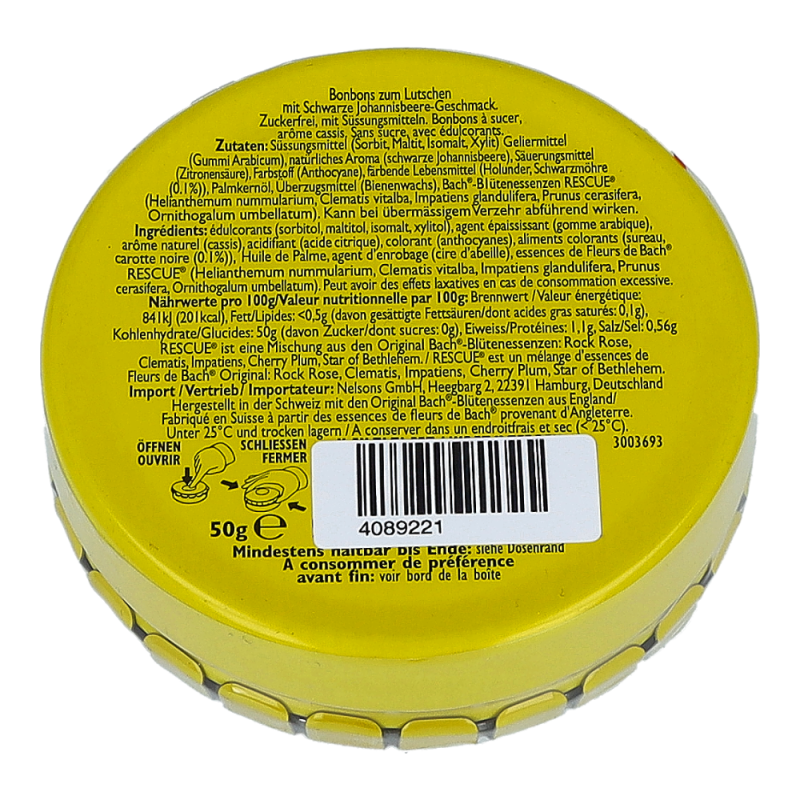 Bonbons zum Lutschen
mit Schwarze Johannisbeere-Geschmack.
Zuckerfrei, mit Süssungsmitteln. Bonbons à sucer,
arôme cassis, Sans sucre, avec édulcorants.
Zutaten: Süssungsmittel (Sorbit, Maltit, Isomalt, Xylit) Geliermittel
(Gummi Arabicum), natürliches Aroma (schwarze Johannisbeere), Säuerungsmittel
(Zitronensäure), Farbstoff (Anthocyane), färbende Lebensmittel (Holunder, Schwarzmöhre
(0.1%)), Palmkernöl, Überzugsmittel (Bienenwachs), Bach®-Blütenessenzen RESCUE®
(Helianthemum nummularium, Clematis vitalba, Impatiens glandulifera, Prunus cerasifera,
Ornithogalum umbellatum). Kann bei übermässigem Verzehr abführend wirken.
Ingrédients: édulcorants (sorbitol, maltitol, isomalt, xylitol), agent épaississant (gomme arabique),
arôme naturel (cassis), acidifiant (acide citrique), colorant (anthocyanes), aliments colorants (sureau,
carotte noire (0.1%)), Huile de Palme, agent d'enrobage (cire d'abeille), essences de Fleurs de Bach®
RESCUE® (Helianthemum nummularium, Clematis vitalba, Impatiens glandulifera, Prunus
cerasifera, Ornithogalum umbellatum). Peut avoir des effets laxatives en cas de consommation excessive.
Nährwerte pro 100g/Valeur nutritionnelle par 100g: Brennwert / Valeur énergétique:
841kJ (201kcal), Fett/Lipides: <0,5g (davon gesättigte Fettsäuren/dont acides gras saturés: 0,1g),
Kohlenhydrate/Glucides: 50g (davon Zucker/dont sucres: 0g), Eiweiss/Protéines: 1,1g, Salz/Sel: 0,56g
RESCUE® ist eine Mischung aus den Original Bach®-Blütenessenzen: Rock Rose,
Clematis, Impatiens, Cherry Plum, Star of Bethlehem. / RESCUE® est un mélange d'essences de
Fleurs de Bach® Original: Rock Rose, Clematis, Impatiens, Cherry Plum, Star of Bethlehem.
Import /Vertrieb/ Importateur: Nelsons GmbH, Heegbarg 2, 22391 Hamburg, Deutschland
Hergestellt in der Schweiz mit den Original Bach®-Blütenessenzen aus England/
Fabriqué en Suisse à partir des essences de fleurs de Bach® provenant d'Angleterre.
Unter 25°C und trocken lagern / A conserver dans un endroit frais et sec (<25°C).
ÖFFNEN SCHLIESSEN 3003693
OUVRIR FERMER
4089221
50g ℮
Mindestens haltbar bis Ende: siehe Dosenrand
A consommer de préférence
avant fin: voir bord de la boîte